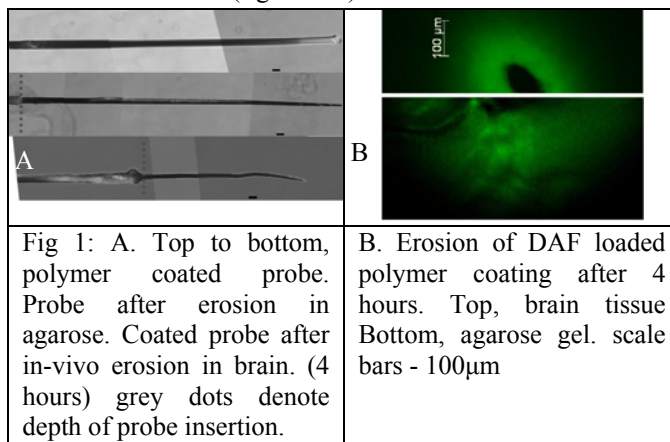 100 μm
A
B
Fig 1: A. Top to bottom,
polymer coated probe.
Probe after erosion in
agarose. Coated probe after
in-vivo erosion in brain. (4
hours) grey dots denote
depth of probe insertion.
B. Erosion of DAF loaded
polymer coating after 4
hours. Top, brain tissue
Bottom, agarose gel. scale
bars - 100μm